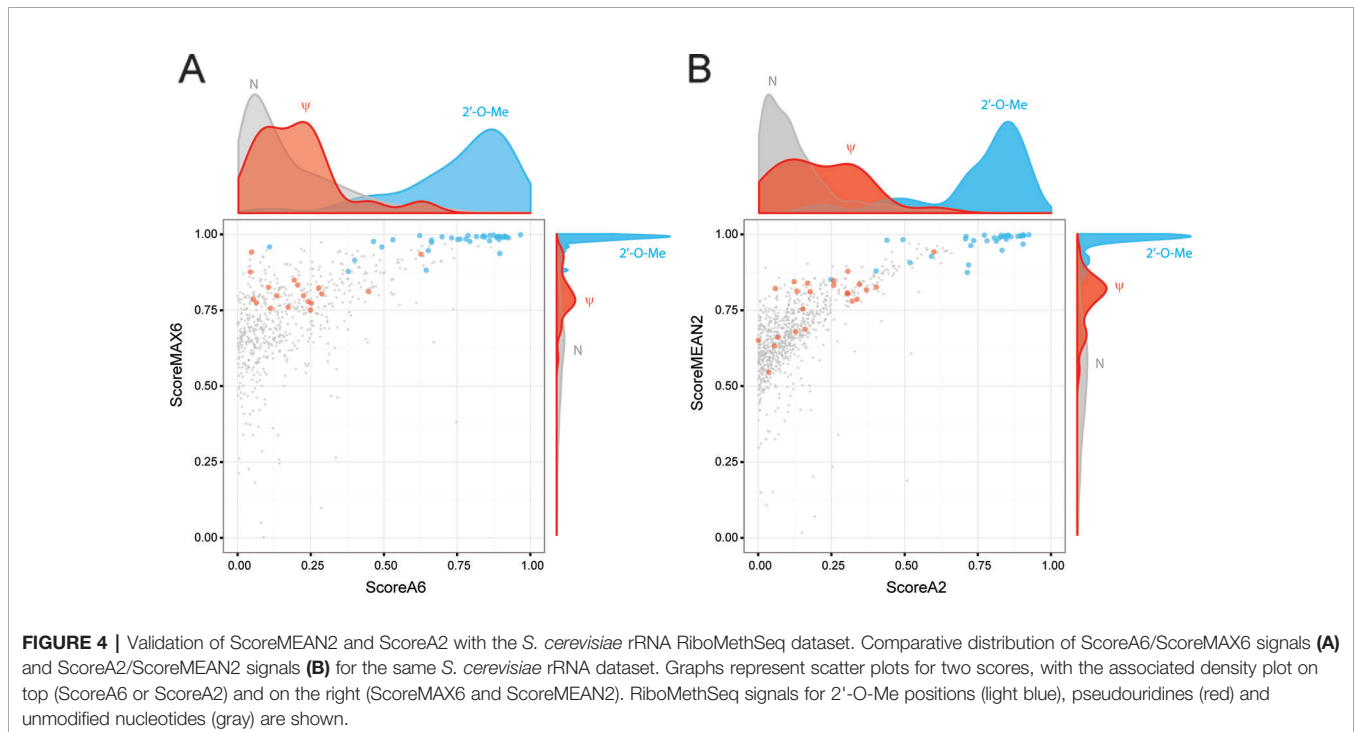 A
N
ψ
2'-O-Me
1.00
0.75
0.50
0.25
0.00
ScoreMAX6
0.00 0.25 0.50 0.75 1.00
ScoreA6
2'-O-Me
ψ
N
B
N
ψ
2'-O-Me
1.00
0.75
0.50
0.25
0.00
ScoreMEAN2
0.00 0.25 0.50 0.75 1.00
ScoreA2
2'-O-Me
ψ
N
FIGURE 4 | Validation of ScoreMEAN2 and ScoreA2 with the S. cerevisiae rRNA RiboMethSeq dataset. Comparative distribution of ScoreA6/ScoreMAX6 signals (A)
and ScoreA2/ScoreMEAN2 signals (B) for the same S. cerevisiae rRNA dataset. Graphs represent scatter plots for two scores, with the associated density plot on
top (ScoreA6 or ScoreA2) and on the right (ScoreMAX6 and ScoreMEAN2). RiboMethSeq signals for 2'-O-Me positions (light blue), pseudouridines (red) and
unmodified nucleotides (gray) are shown.